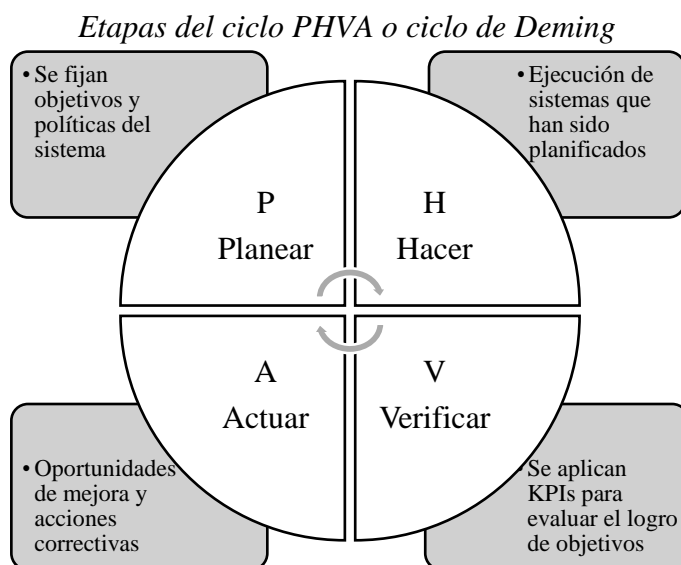 Etapas del ciclo PHVA o ciclo de Deming
• Se fijan
objetivos y
políticas del
sistema
• Ejecución de
sistemas que
han sido
planificados
P
Planear
H
Hacer
A
Actuar
V
Verificar
• Oportunidades
de mejora y
acciones
correctivas
• Se aplican
KPIs para
evaluar el logro
de objetivos